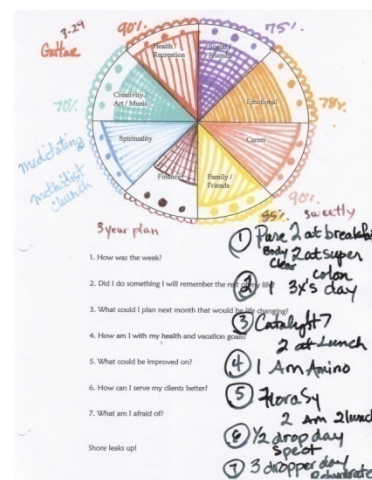 3-29
90%
75%
Guitar
Health /
Recreation
Friends
Creativity /
Art / Music
Emotional
70%
78%
Spirituality
Career
meditating
methodist
church
Family /
Friends
90%
85%
sweetly
3 year plan
① Pure 2 at breakfast
Body 2 at super
Clear colon
1. How was the week?
2. Did I do something I will remember the rest of my life?
② 1 3x's day
3. What could I plan next month that would be life changing?
③ Catalyst 7
2 at Lunch
4. How am I with my health and vacation goals?
5. What could be improved on?
④ 1 Am Amino
6. How can I serve my clients better?
⑤ FloraSy
2 Am 2 lunch
7. What am I afraid of?
⑥ 1/2 drop day
Shore leaks up!
⑦ 3 dropper day